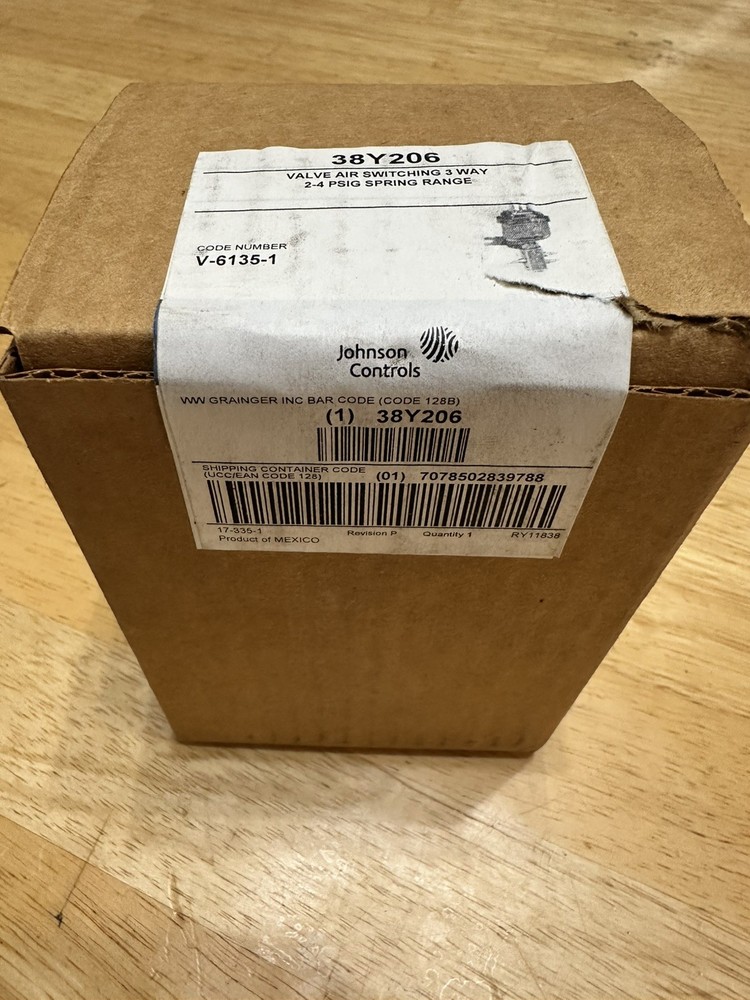 38Y206
VALVE AIR SWITCHING 3 WAY
2-4 PSIG SPRING RANGE
CODE NUMBER
V-6135-1
Johnson
Controls
WW GRAINGER INC BAR CODE (CODE 128B)
(1) 38Y206
SHIPPING CONTAINER CODE
(UCC/EAN CODE 128) (01) 7078502839788
17-335-1
Product of MEXICO Revision P Quantity 1 RY11838